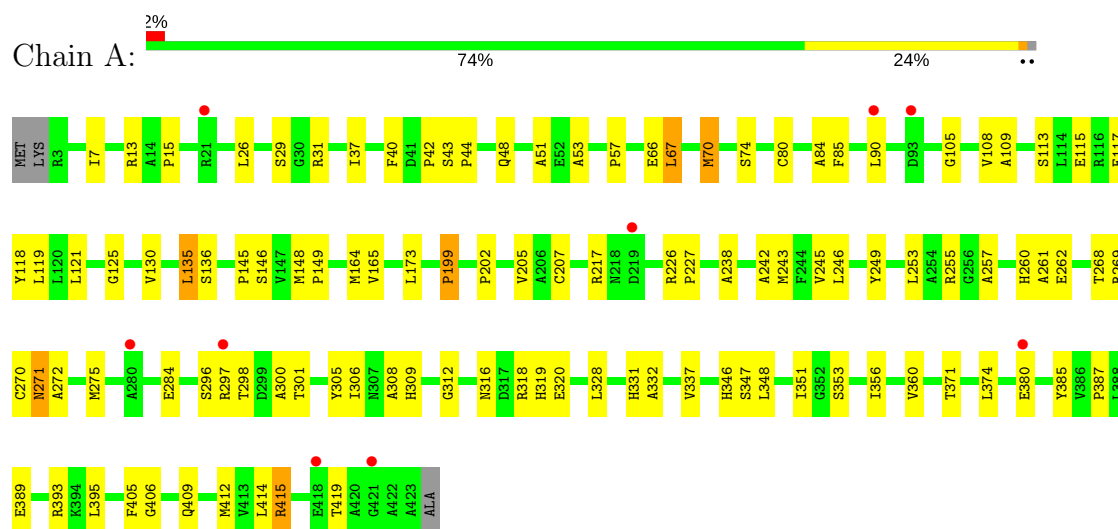 2%
Chain A:
74% 24% ••
MET LYS R3 I7 R13 A14 P15 R21 L26 S29 G30 R31 I37 F40 D41 P42 S43 P44 Q48 A51 E52 A53 P57 E66 L67 M70 S74 C80 A84 F85 L90 D93 G105 V108 A109 S113 L114 E115 R116
Y118 L119 L120 L121 G125 V130 L135 S136 P145 S146 V147 M148 P149 M164 V165 L173 P199 P202 V205 A206 C207 R217 N218 D219 R226 P227 A238 A242 M243 F244 V245 L246 Y249 L253 A254 R255 G256 A257 H260 A261 E262 T268
C270 N271 A272 M275 A280 E284 S296 R297 T298 D299 A300 T301 Y305 I306 N307 A308 H309 G312 N316 D317 R318 H319 E320 L328 H331 A332 V337 H346 S347 L348 I351 G352 S353 I356 V360 T371 L374 E380 Y385 V386 P387
E389 R393 K394 L395 F405 G406 Q409 M412 V413 L414 R415 E418 T419 A420 G421 A422 A423 ALA